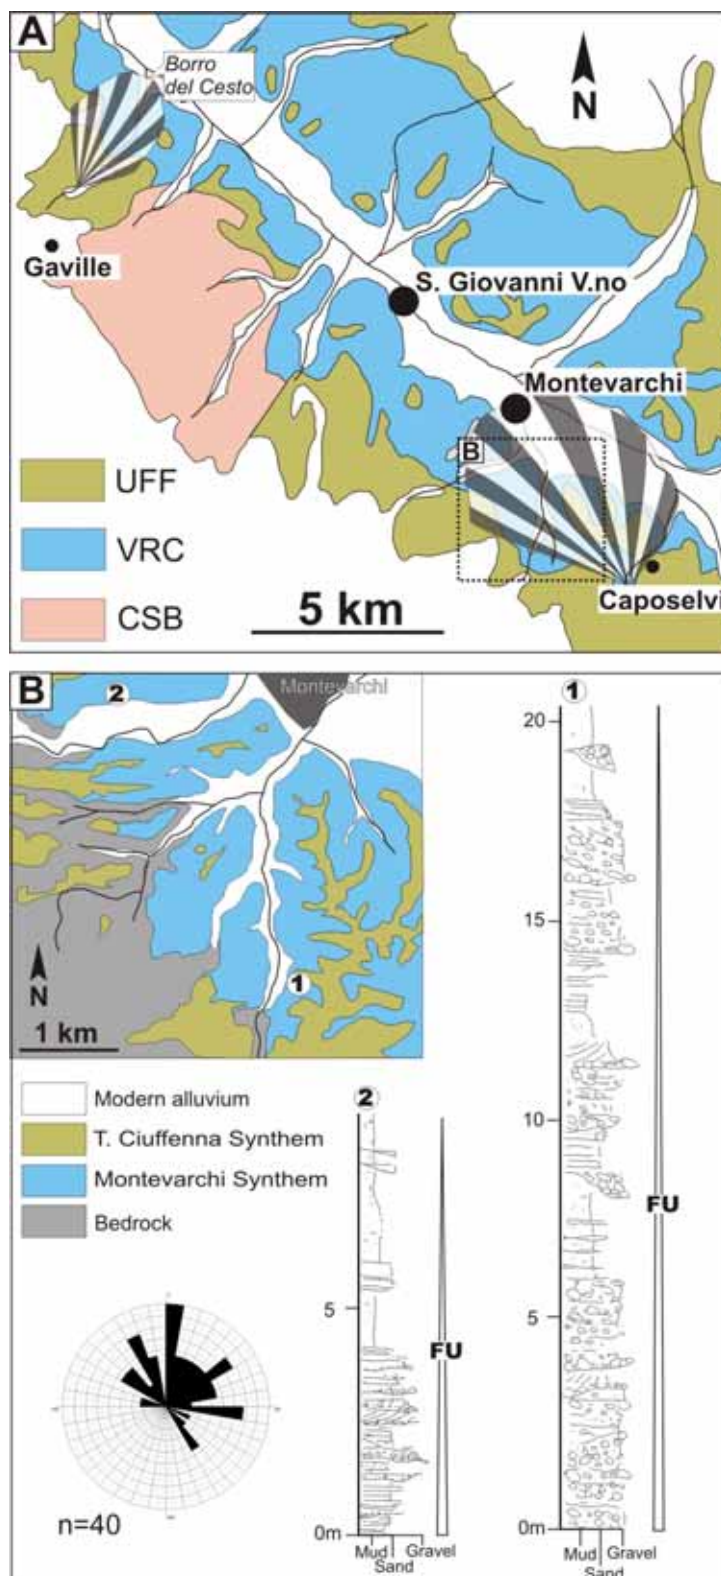 A
Borro
del Cesto
N
Gaville
S. Giovanni V.no
Montevarchi
B
UFF
VRC
CSB
5 km
Caposelvi
B
2
Montevarchi
1
N
1 km
Modern alluvium
T. Ciuffenna Synthem
Montevarchi Synthem
Bedrock
n=40
2
5
FU
0m
Mud
Sand
Gravel
1
20
15
10
FU
5
0m
Mud
Sand
Gravel